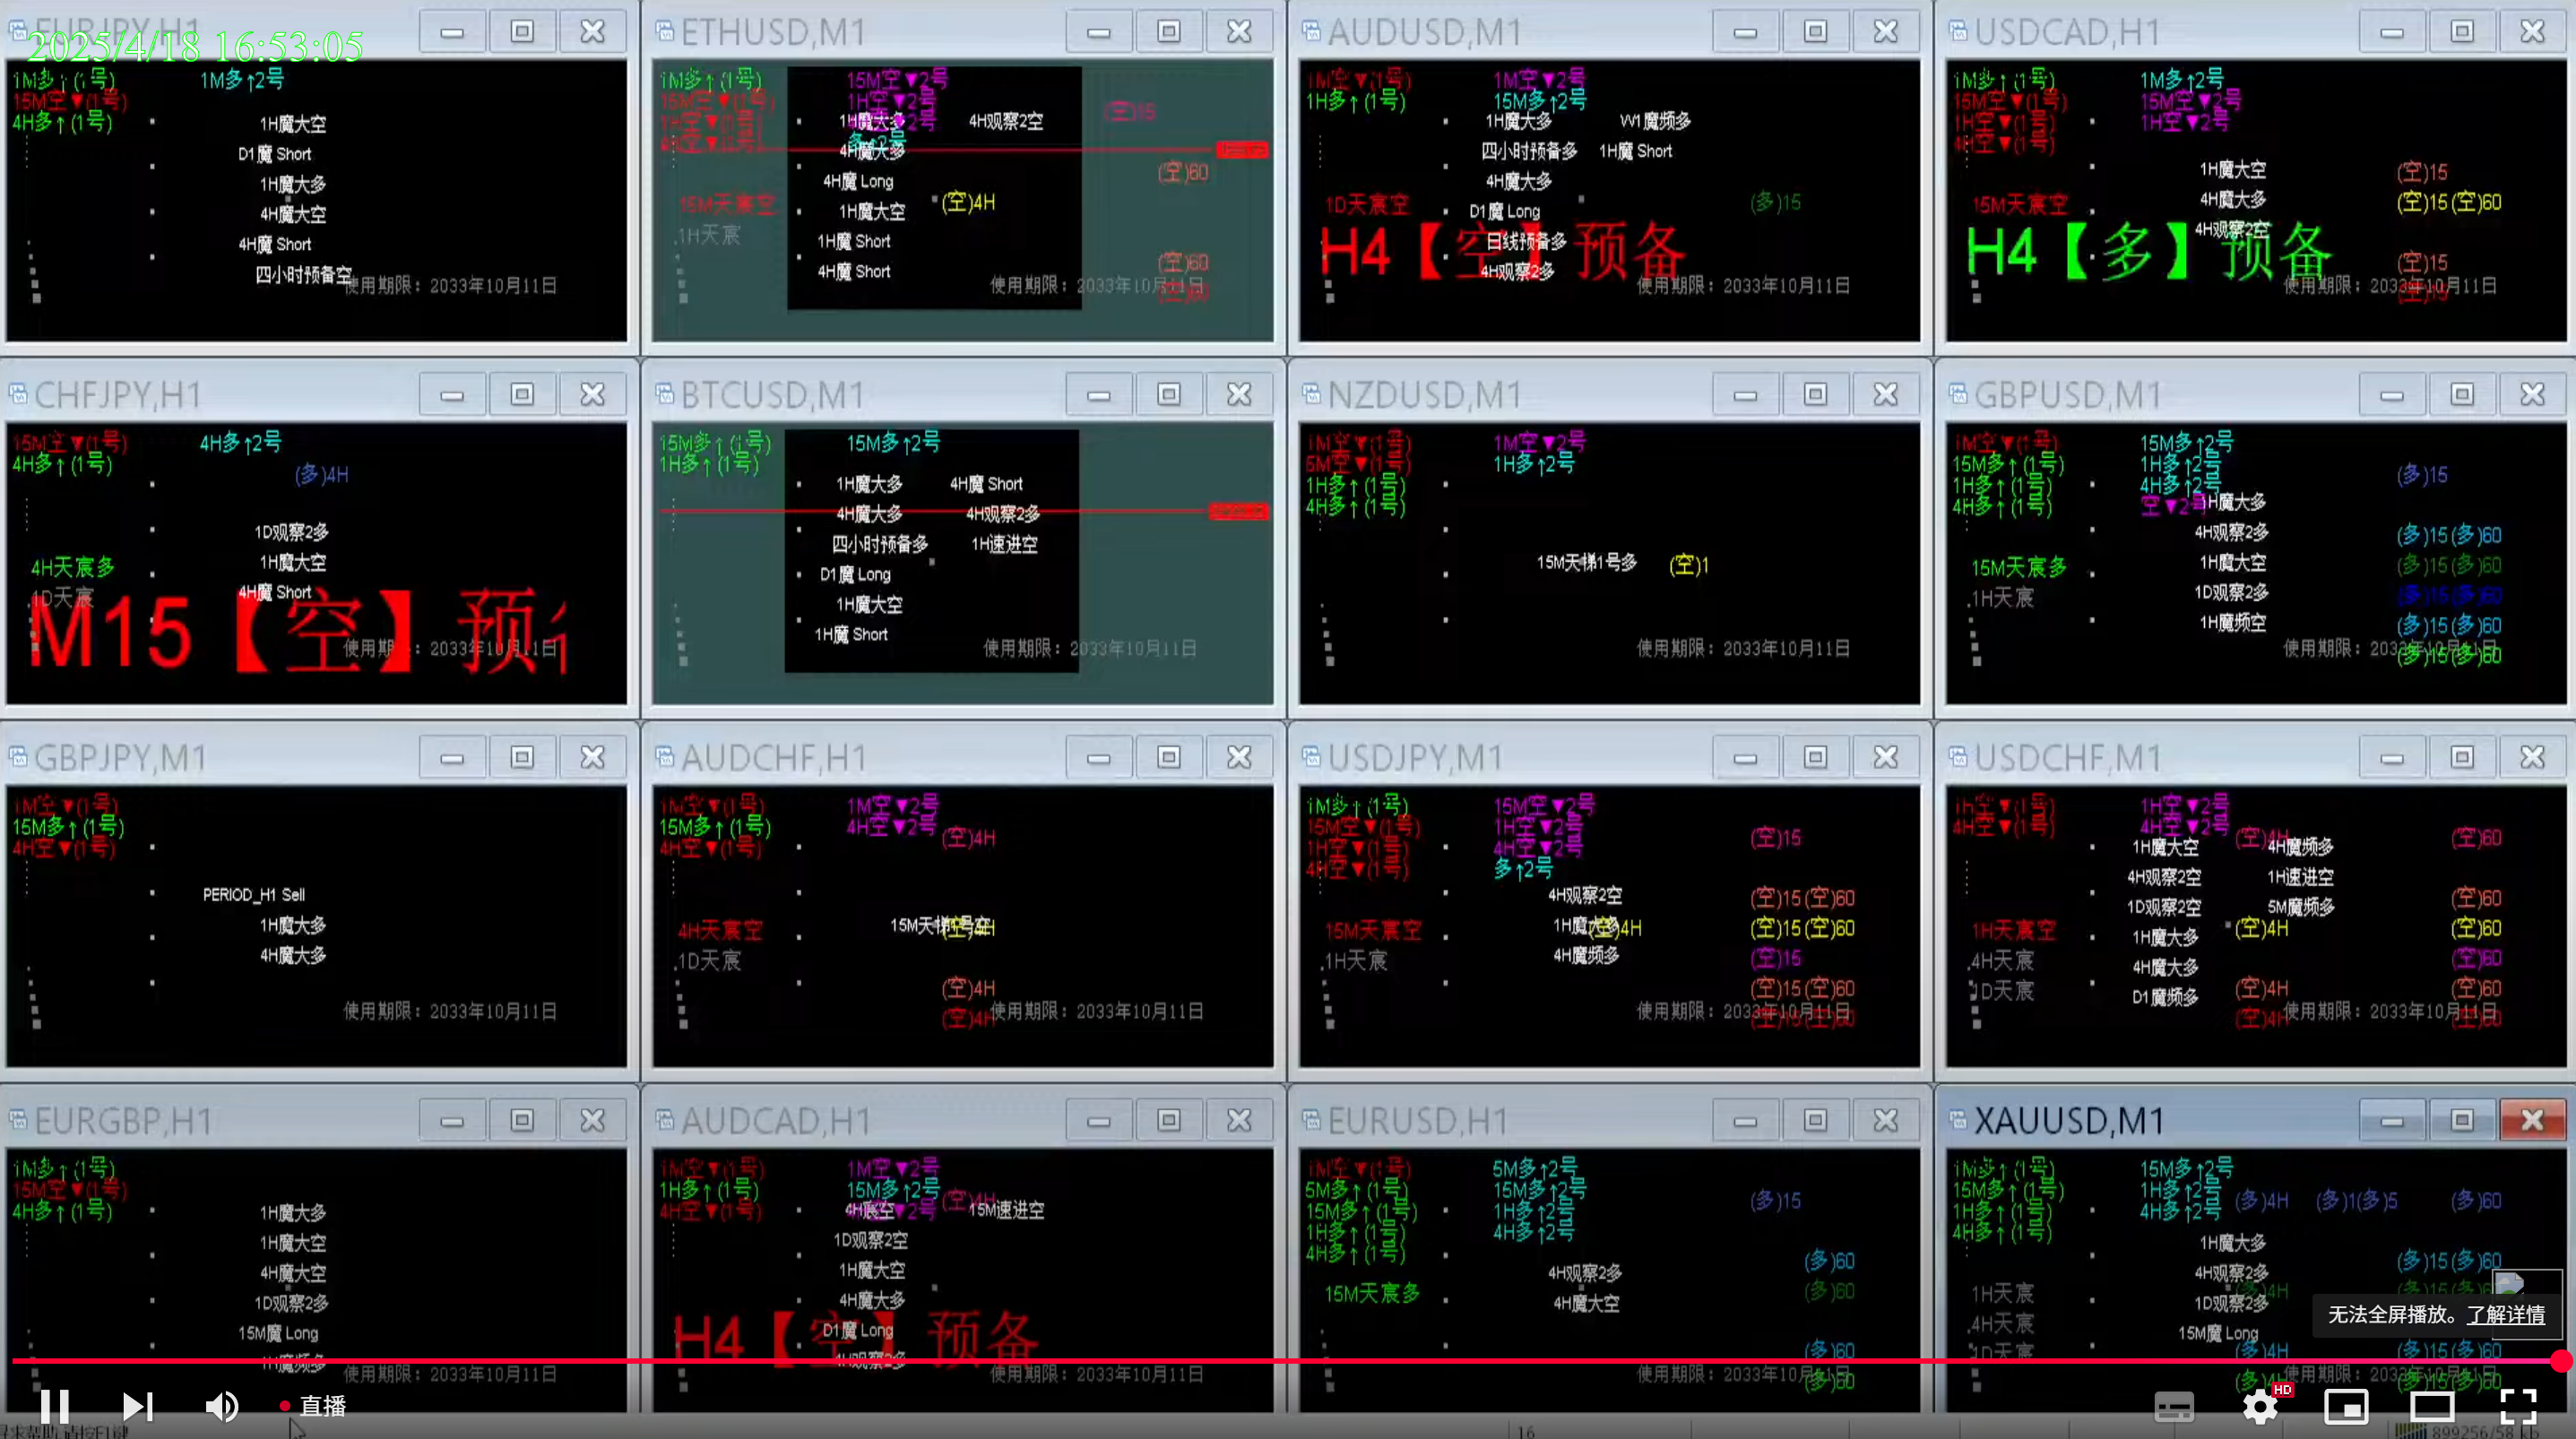 EURJPY,H1
2025/4/18 16:53:05
1M多↑(1号)
1M多↑2号
15M空▼(1号)
4H多↑(1号)
1H魔大空
D1魔 Short
1H魔大多
4H魔大空
4H魔 Short
四小时预备空
使用期限：2033年10月11日
ETHUSD,M1
1M多↑(1号)
15M空▼2号
15M空▼(1号)
1H空▼2号
(空)15
1H空▼(1号)
1H魔大多
4H观察2空
4H空▼(1号)
多↑2号
4H魔大多
(空)60
4H魔 Long
15M天宸空
1H魔大空
(空)4H
1H天宸
1H魔 Short
(空)60
4H魔 Short
使用期限：2033年10月11日
(空)60
AUDUSD,M1
1M空▼(1号)
1M空▼2号
1H多↑(1号)
15M多↑2号
1H魔大多
W1魔频多
四小时预备多
1H魔 Short
4H魔大多
1D天宸空
D1魔 Long
(多)15
H4【空】预备
日线预备多
4H观察2多
使用期限：2033年10月11日
USDCAD,H1
1M多↑(1号)
1M多↑2号
15M空▼(1号)
15M空▼2号
1H空▼(1号)
1H空▼2号
4H空▼(1号)
1H魔大空
(空)15
15M天宸空
4H魔大多
(空)15(空)60
H4【多】预备
4H观察2空
(空)15
使用期限：2033年10月11日
(空)15
CHFJPY,H1
15M空▼(1号)
4H多↑2号
4H多↑(1号)
(多)4H
1D观察2多
4H天宸多
1H魔大空
1D天宸
4H魔 Short
M15【空】预
使用期限：2033年10月11日
BTCUSD,M1
15M多↑(1号)
15M多↑2号
1H多↑(1号)
1H魔大多
4H魔 Short
4H魔大多
4H观察2多
四小时预备多
1H速进空
D1魔 Long
1H魔大空
1H魔 Short
使用期限：2033年10月11日
NZDUSD,M1
1M空▼(1号)
1M空▼2号
5M空▼(1号)
1H多↑2号
1H多↑(1号)
4H多↑(1号)
15M天梯1号多
(空)1
使用期限：2033年10月11日
GBPUSD,M1
1M空▼(1号)
15M多↑2号
15M多↑(1号)
1H多↑2号
(多)15
1H多↑(1号)
4H多↑2号
4H多↑(1号)
空▼2号
1H魔大多
4H观察2多
(多)15(多)60
15M天宸多
1H魔大空
(多)15(多)60
1H天宸
1D观察2多
(多)15(多)60
1H魔频空
(多)15(多)60
使用期限：2033年10月11日
(多)15(多)60
GBPJPY,M1
1M空▼(1号)
15M多↑(1号)
4H空▼(1号)
PERIOD_H1 Sell
1H魔大多
4H魔大多
使用期限：2033年10月11日
AUDCHF,H1
1M空▼(1号)
1M空▼2号
15M多↑(1号)
4H空▼2号
(空)4H
4H空▼(1号)
4H天宸空
15M天梯1号空
(空)4H
1D天宸
(空)4H
(空)4H
使用期限：2033年10月11日
USDJPY,M1
1M多↑(1号)
15M空▼2号
15M空▼(1号)
1H空▼2号
(空)15
1H空▼(1号)
4H空▼2号
4H空▼(1号)
多↑2号
4H观察2空
(空)15(空)60
15M天宸空
1H魔大多
(空)4H
(空)15(空)60
1H天宸
4H魔频多
(空)15
(空)15(空)60
使用期限：2033年10月11日
(空)15(空)60
USDCHF,M1
1H空▼(1号)
1H空▼2号
4H空▼(1号)
4H空▼2号
(空)4H
(空)60
1H魔大空
4H魔频多
4H观察2空
1H速进空
(空)60
1D观察2空
5M魔频多
1H天宸空
1H魔大多
(空)4H
(空)60
4H天宸
4H魔大多
(空)60
1D天宸
D1魔频多
(空)4H
(空)60
(空)4H
使用期限：2033年10月11日
(空)60
EURGBP,H1
1M多↑(1号)
15M空▼(1号)
4H多↑(1号)
1H魔大多
1H魔大空
4H魔大空
1D观察2多
15M魔 Long
1H魔频多
使用期限：2033年10月11日
AUDCAD,H1
1M空▼(1号)
1M空▼2号
1H多↑(1号)
15M多↑2号
(空)4H
4H空▼(1号)
4H宸空
15M速进空
1D观察2空
1H魔大空
4H魔大多
H4【空】预备
D1魔 Long
4H观察2多
使用期限：2033年10月11日
EURUSD,H1
1M空▼(1号)
5M多↑2号
5M多↑(1号)
15M多↑2号
(多)15
15M多↑(1号)
1H多↑2号
1H多↑(1号)
4H多↑2号
4H多↑(1号)
4H观察2多
(多)60
15M天宸多
4H魔大空
(多)60
(多)60
使用期限：2033年10月11日
(多)60
XAUUSD,M1
1M多↑(1号)
15M多↑2号
15M多↑(1号)
1H多↑2号
(多)4H
(多)1(多)5
(多)60
1H多↑(1号)
4H多↑2号
4H多↑(1号)
1H魔大多
4H观察2多
(多)15(多)60
1H天宸
1D观察2多
4H天宸
15M魔 Long
1D天宸
(多)4H
(多)15(多)60
使用期限：2033年10月11日
无法全屏播放。了解详情
直播
HD
16